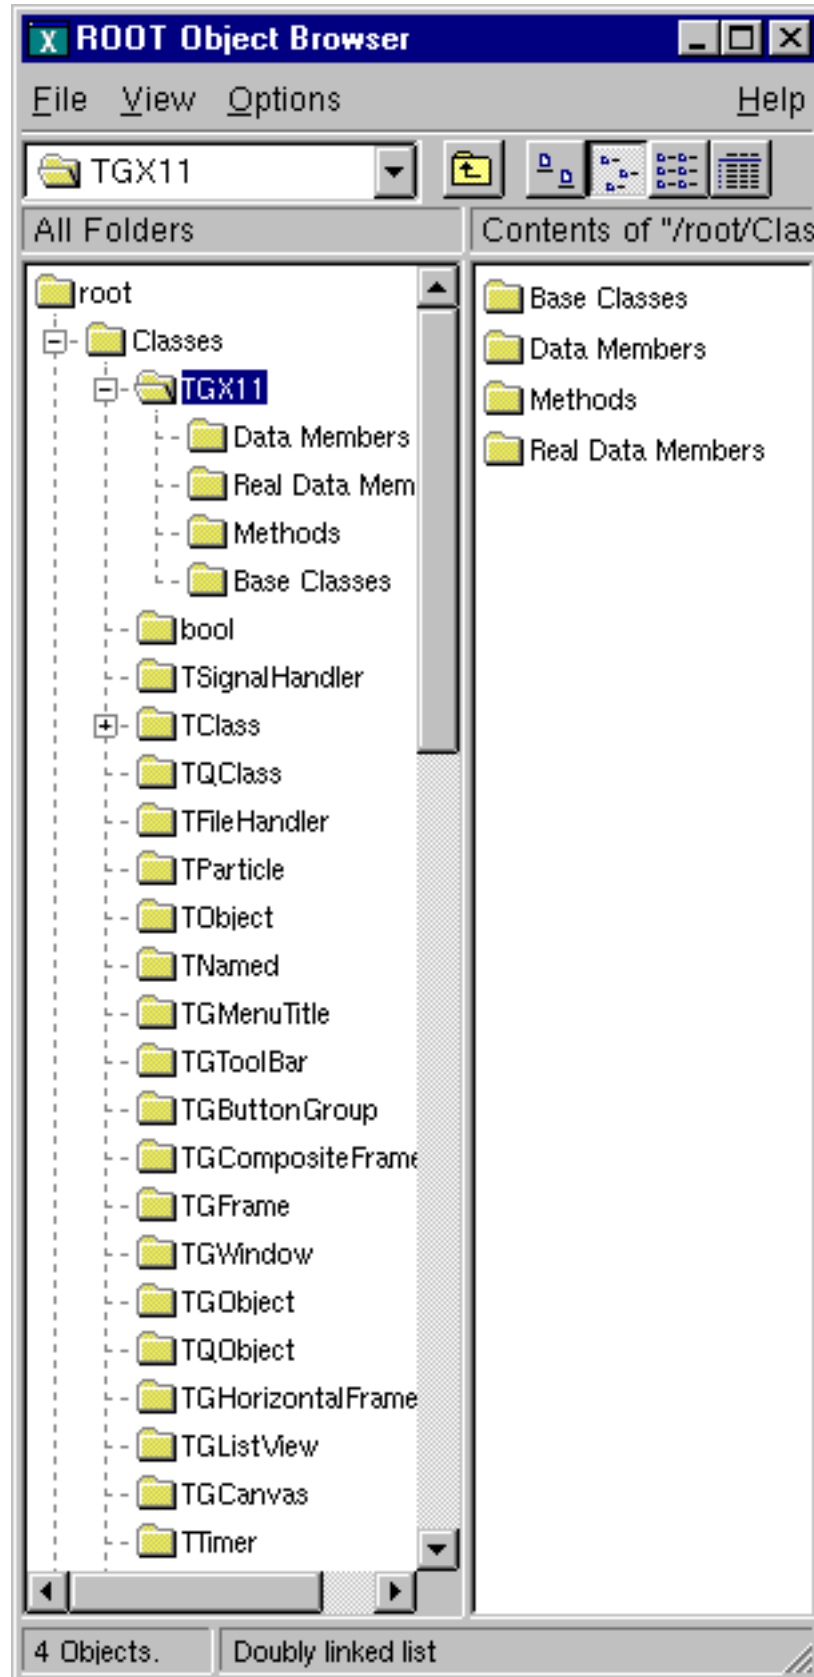 X ROOT Object Browser
File View Options Help
TGX11
All Folders
Contents of "/root/Clas
root
Classes
TGX11
Data Members
Real Data Mem
Methods
Base Classes
bool
TSignalHandler
TClass
TQClass
TFileHandler
TParticle
TObject
TNamed
TGMenuTitle
TGToolBar
TGButtonGroup
TGCompositeFrame
TGFrame
TGWindow
TGObject
TQObject
TGHorizontalFrame
TGListView
TGCanvas
TTimer
Base Classes
Data Members
Methods
Real Data Members
4 Objects.
Doubly linked list